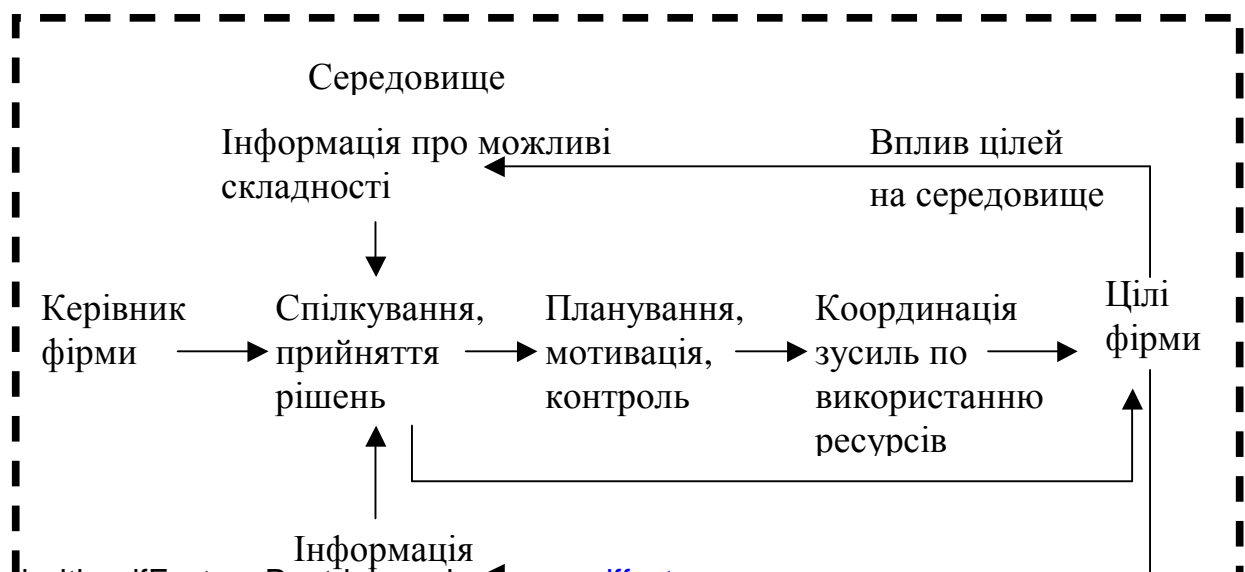 Середовище
Інформація про можливі
складності
Вплив цілей
на середовище
Керівник
фірми
Спілкування,
прийняття
рішень
Планування,
мотивація,
контроль
Координація
зусиль по
використанню
ресурсів
Цілі
фірми
Інформація